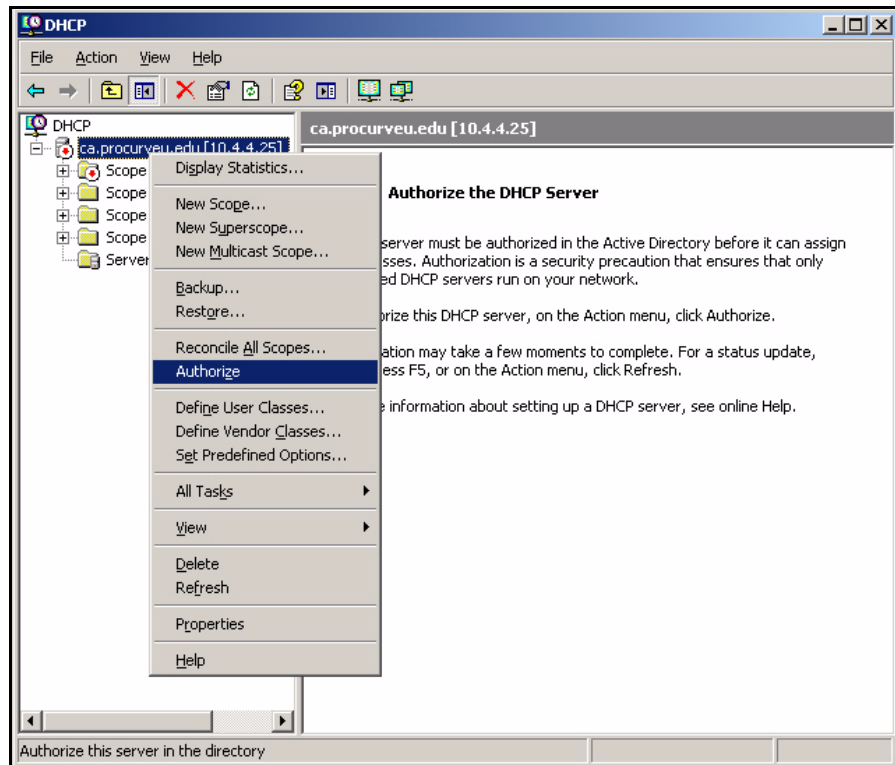 DHCP
File Action View Help
DHCP
ca.procurveu.edu [10.4.4.25]
Scope
Scope
Scope
Scope
Server
Display Statistics...
New Scope...
New Superscope...
New Multicast Scope...
Backup...
Restore...
Reconcile All Scopes...
Authorize
Define User Classes...
Define Vendor Classes...
Set Predefined Options...
All Tasks
View
Delete
Refresh
Properties
Help
ca.procurveu.edu [10.4.4.25]
Authorize the DHCP Server
server must be authorized in the Active Directory before it can assign
Authorization is a security precaution that ensures that only
DHCP servers run on your network.
this DHCP server, on the Action menu, click Authorize.
may take a few moments to complete. For a status update,
F5, or on the Action menu, click Refresh.
information about setting up a DHCP server, see online Help.
Authorize this server in the directory